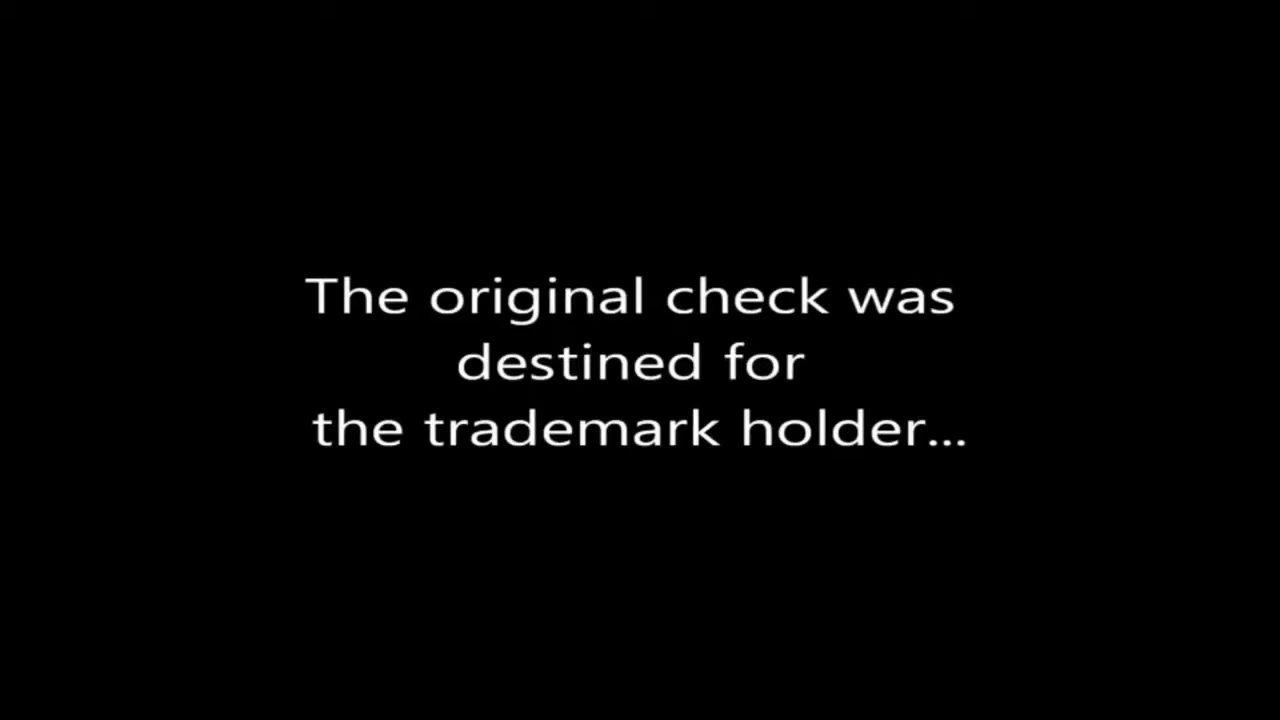 The original check was
destined for
the trademark holder...